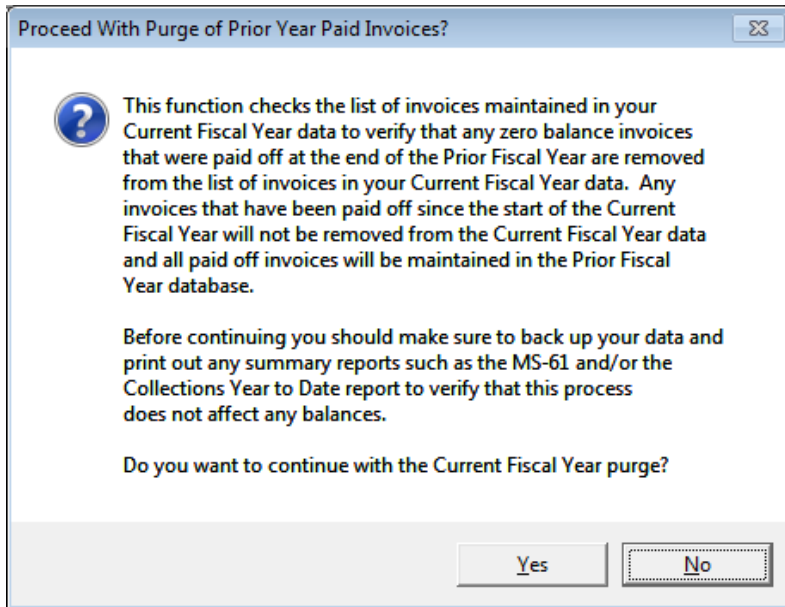 Proceed With Purge of Prior Year Paid Invoices?
This function checks the list of invoices maintained in your
Current Fiscal Year data to verify that any zero balance invoices
that were paid off at the end of the Prior Fiscal Year are removed
from the list of invoices in your Current Fiscal Year data.  Any
invoices that have been paid off since the start of the Current
Fiscal Year will not be removed from the Current Fiscal Year data
and all paid off invoices will be maintained in the Prior Fiscal
Year database.
Before continuing you should make sure to back up your data and
print out any summary reports such as the MS-61 and/or the
Collections Year to Date report to verify that this process
does not affect any balances.
Do you want to continue with the Current Fiscal Year purge?
Yes
No